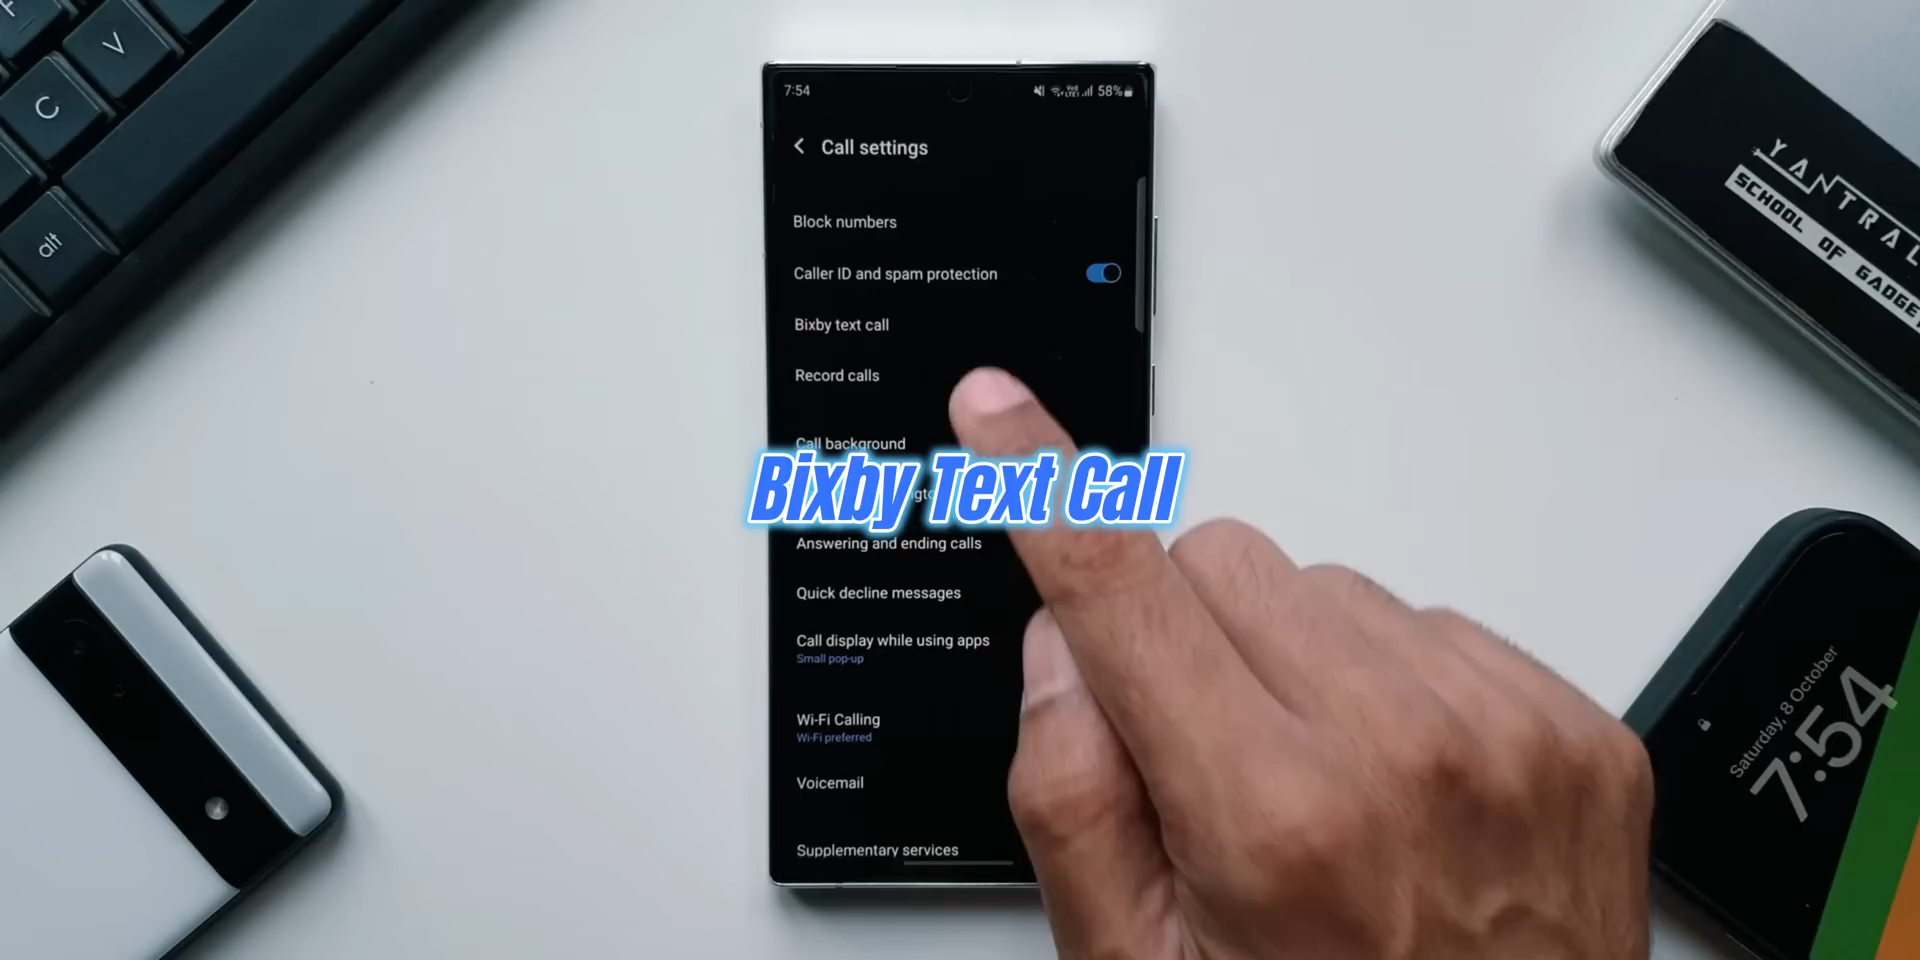 7:54
58%
Call settings
Block numbers
Caller ID and spam protection
Bixby text call
Record calls
Call background
Bixby Text Call
Answering and ending calls
Quick decline messages
Call display while using apps
Small pop-up
Wi-Fi Calling
Wi-Fi preferred
Voicemail
Supplementary services
V
C
alt
YANTRAL
SCHOOL OF GADGE
Saturday, 8 October
7:54